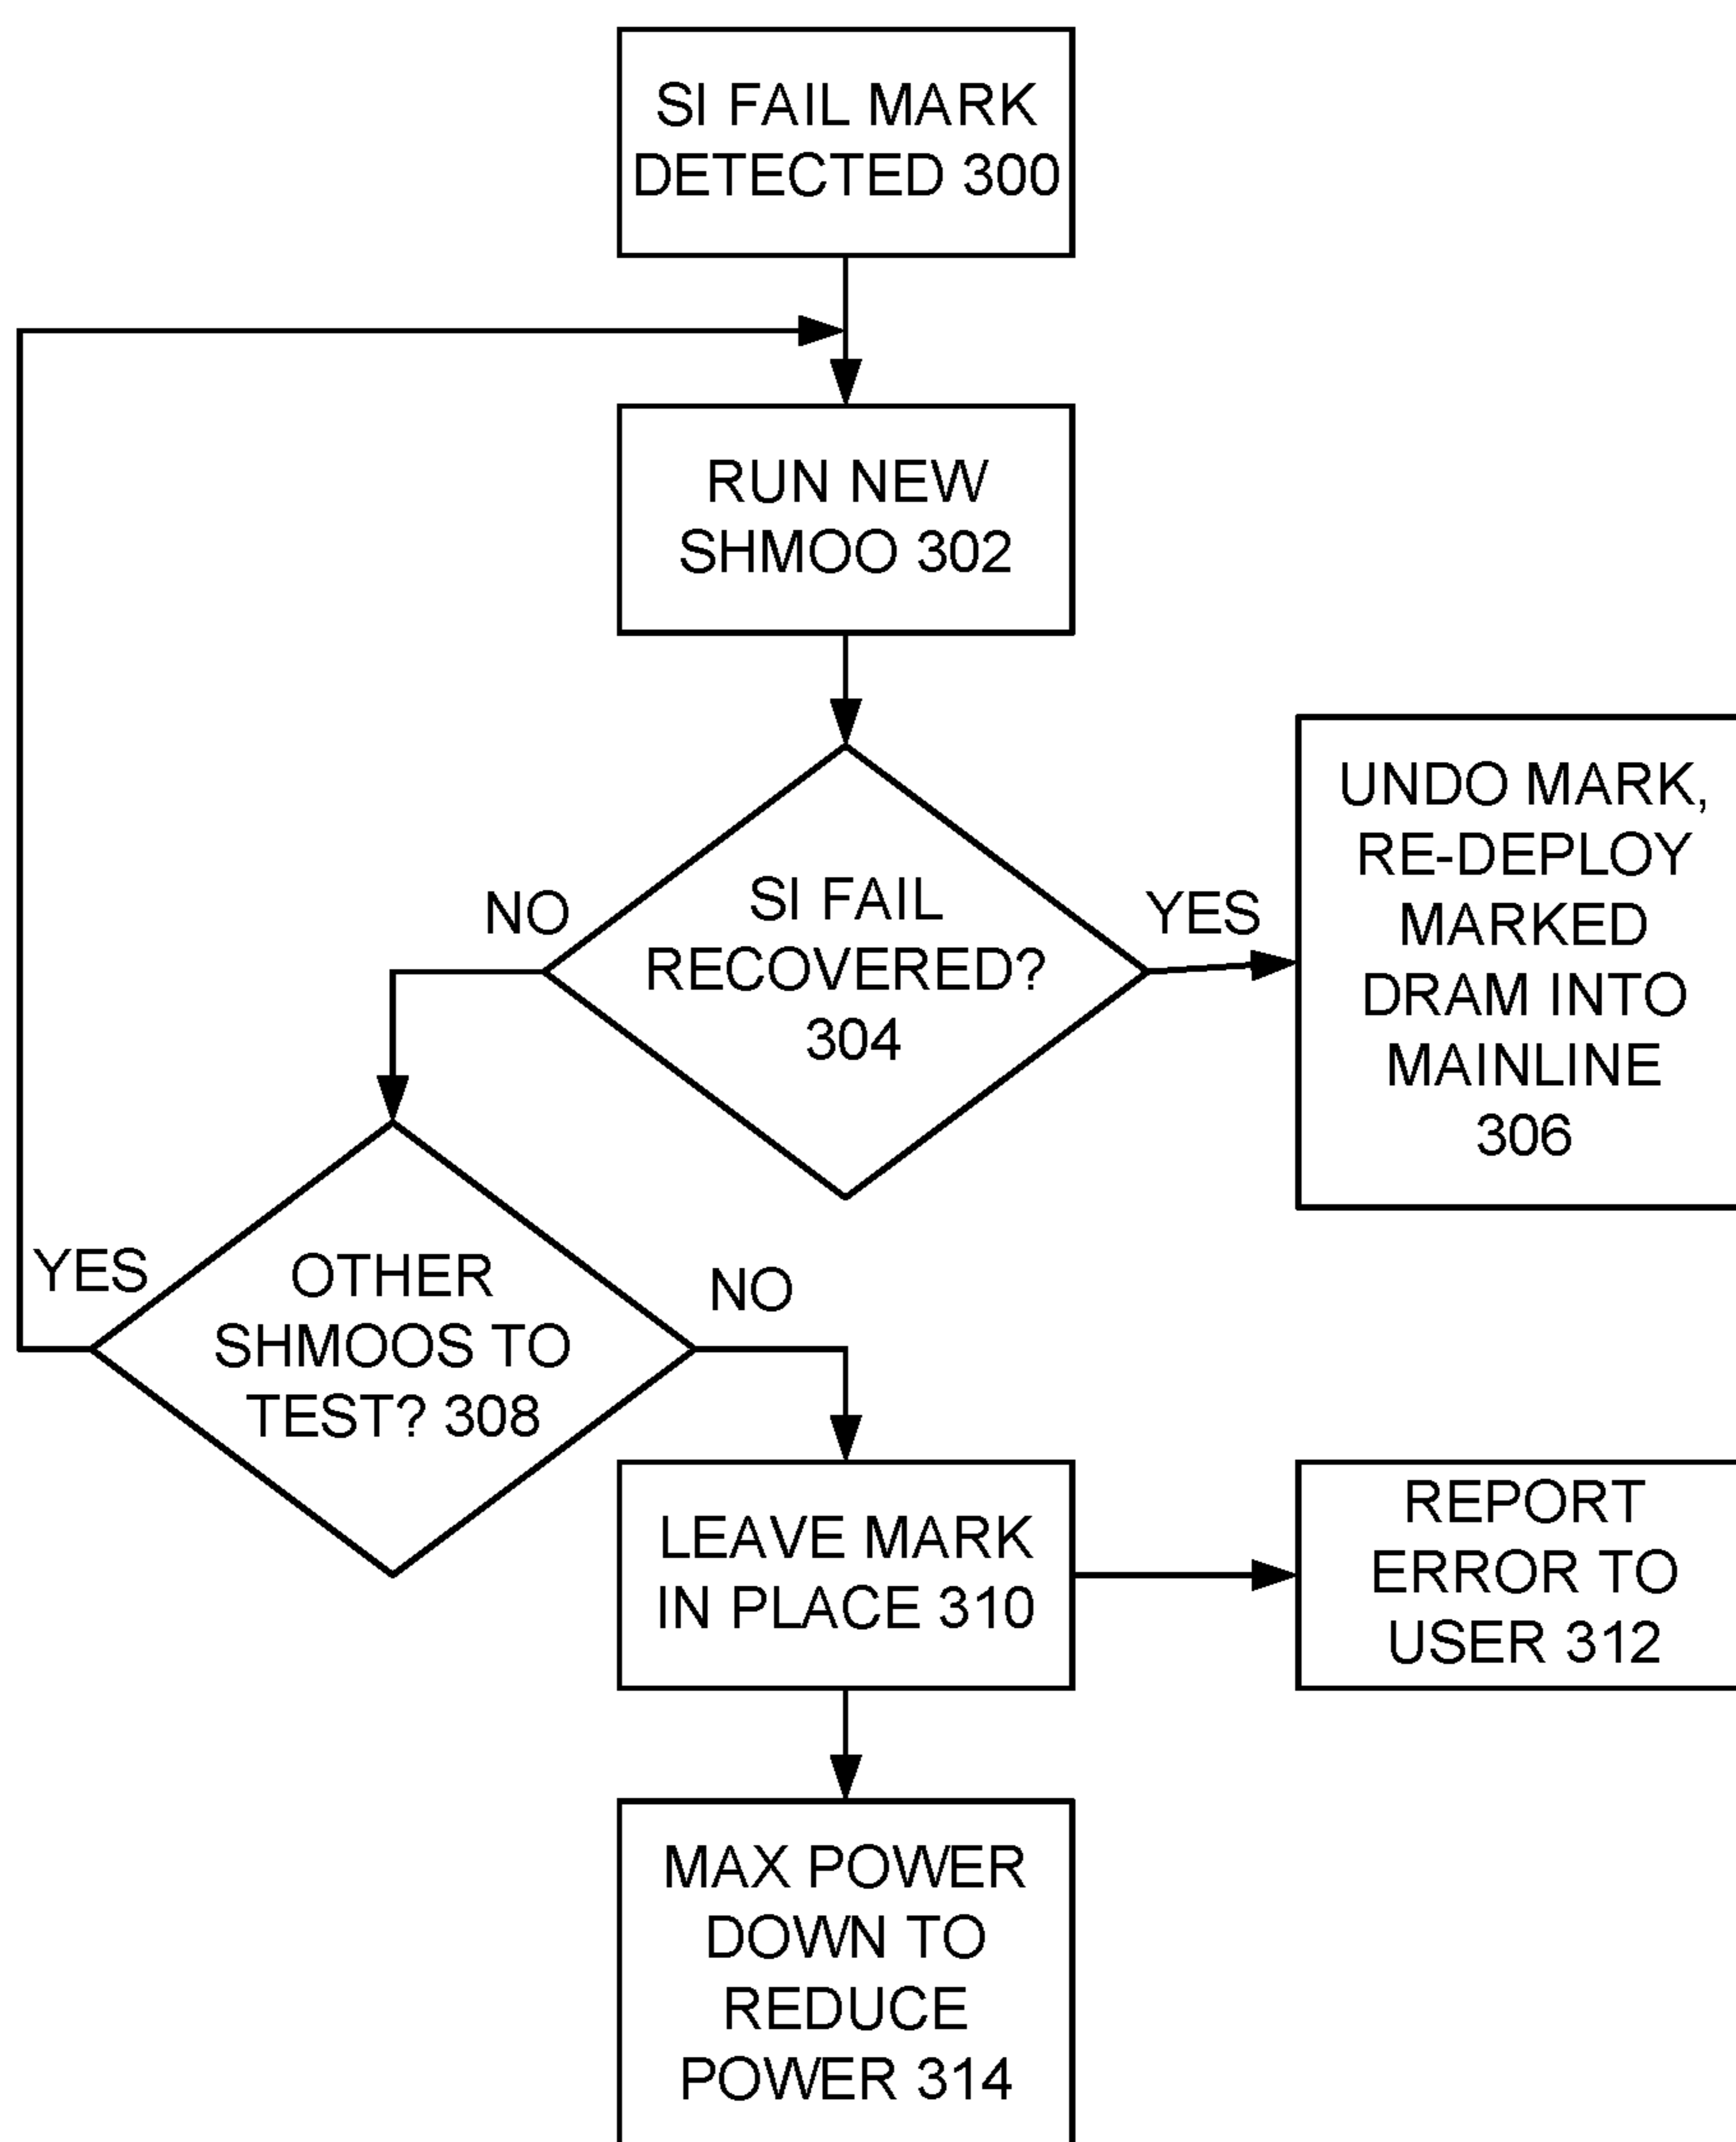 SI FAIL MARK
DETECTED 300
RUN NEW
SHMOO 302
SI FAIL
RECOVERED?
304
NO
YES
UNDO MARK,
RE-DEPLOY
MARKED
DRAM INTO
MAINLINE
306
OTHER
SHMOOS TO
TEST? 308
YES
NO
LEAVE MARK
IN PLACE 310
REPORT
ERROR TO
USER 312
MAX POWER
DOWN TO
REDUCE
POWER 314